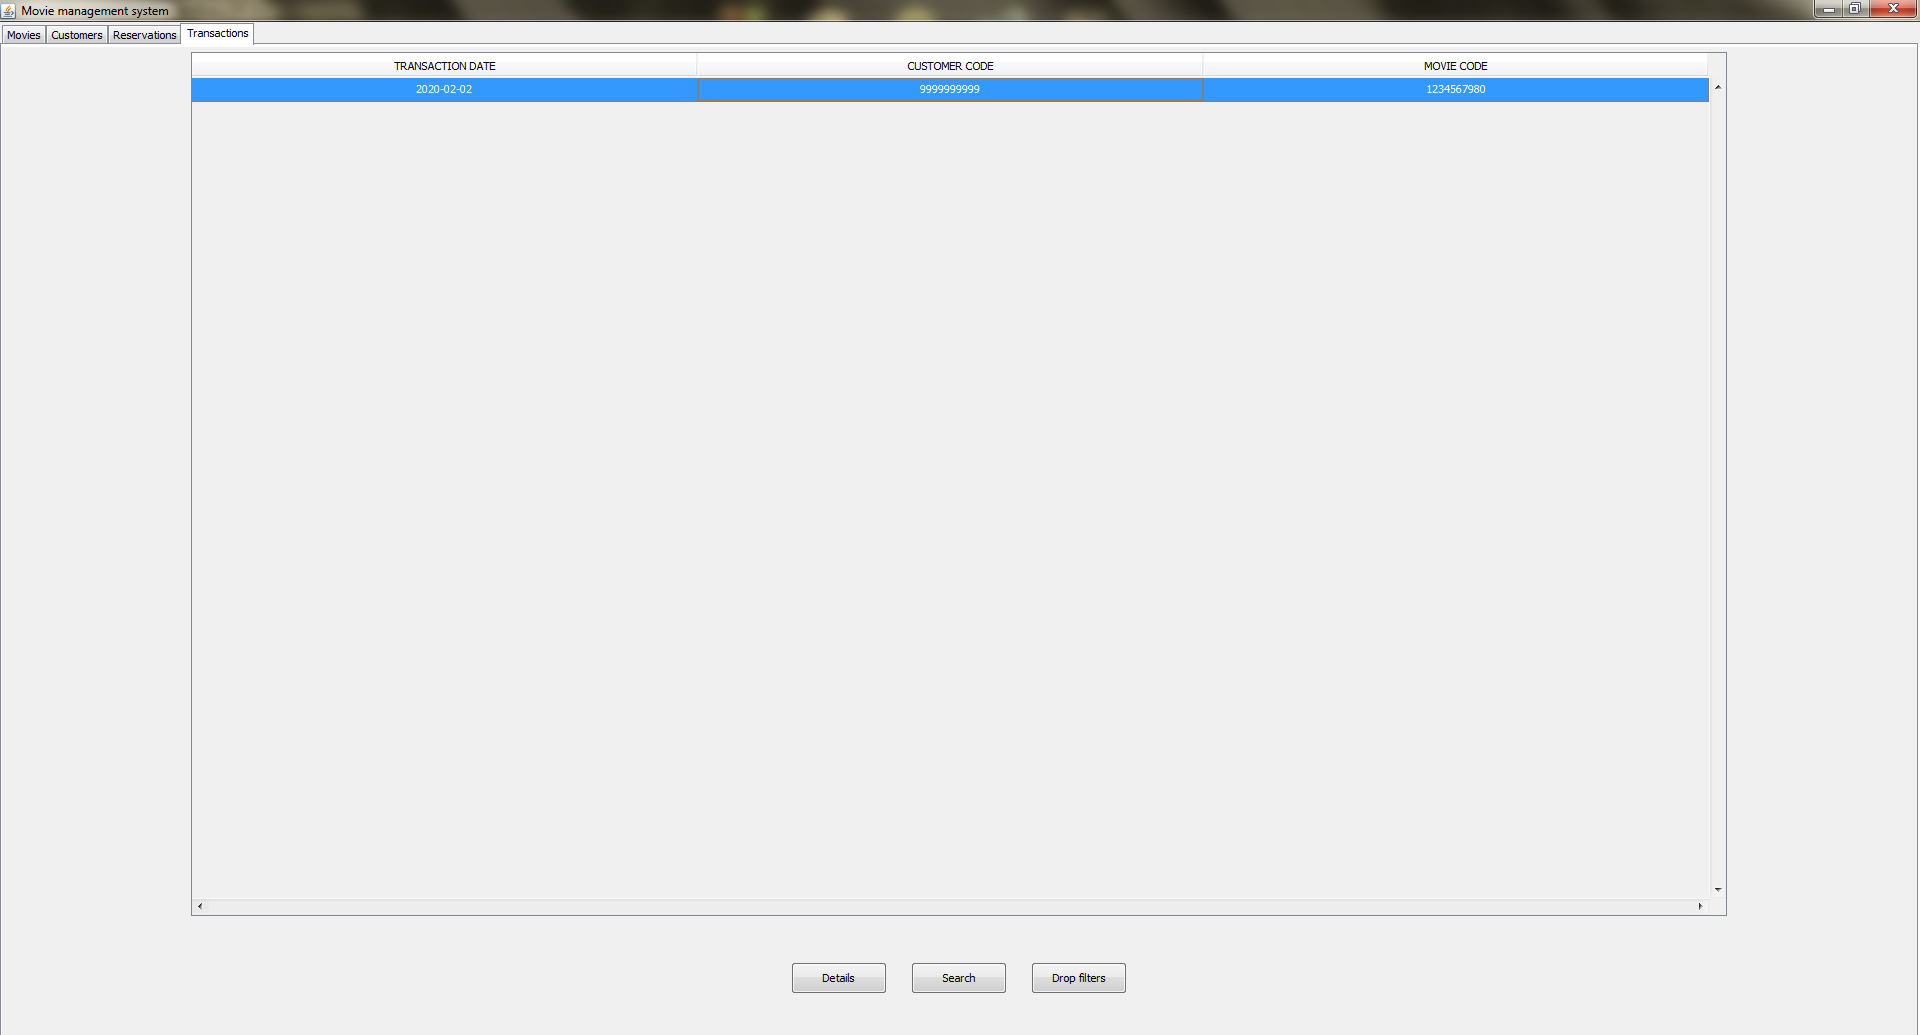 Movie management system
Movies Customers Reservations Transactions
TRANSACTION DATE CUSTOMER CODE MOVIE CODE
2020-02-02 9999999999 1234567980
Details Search Drop filters